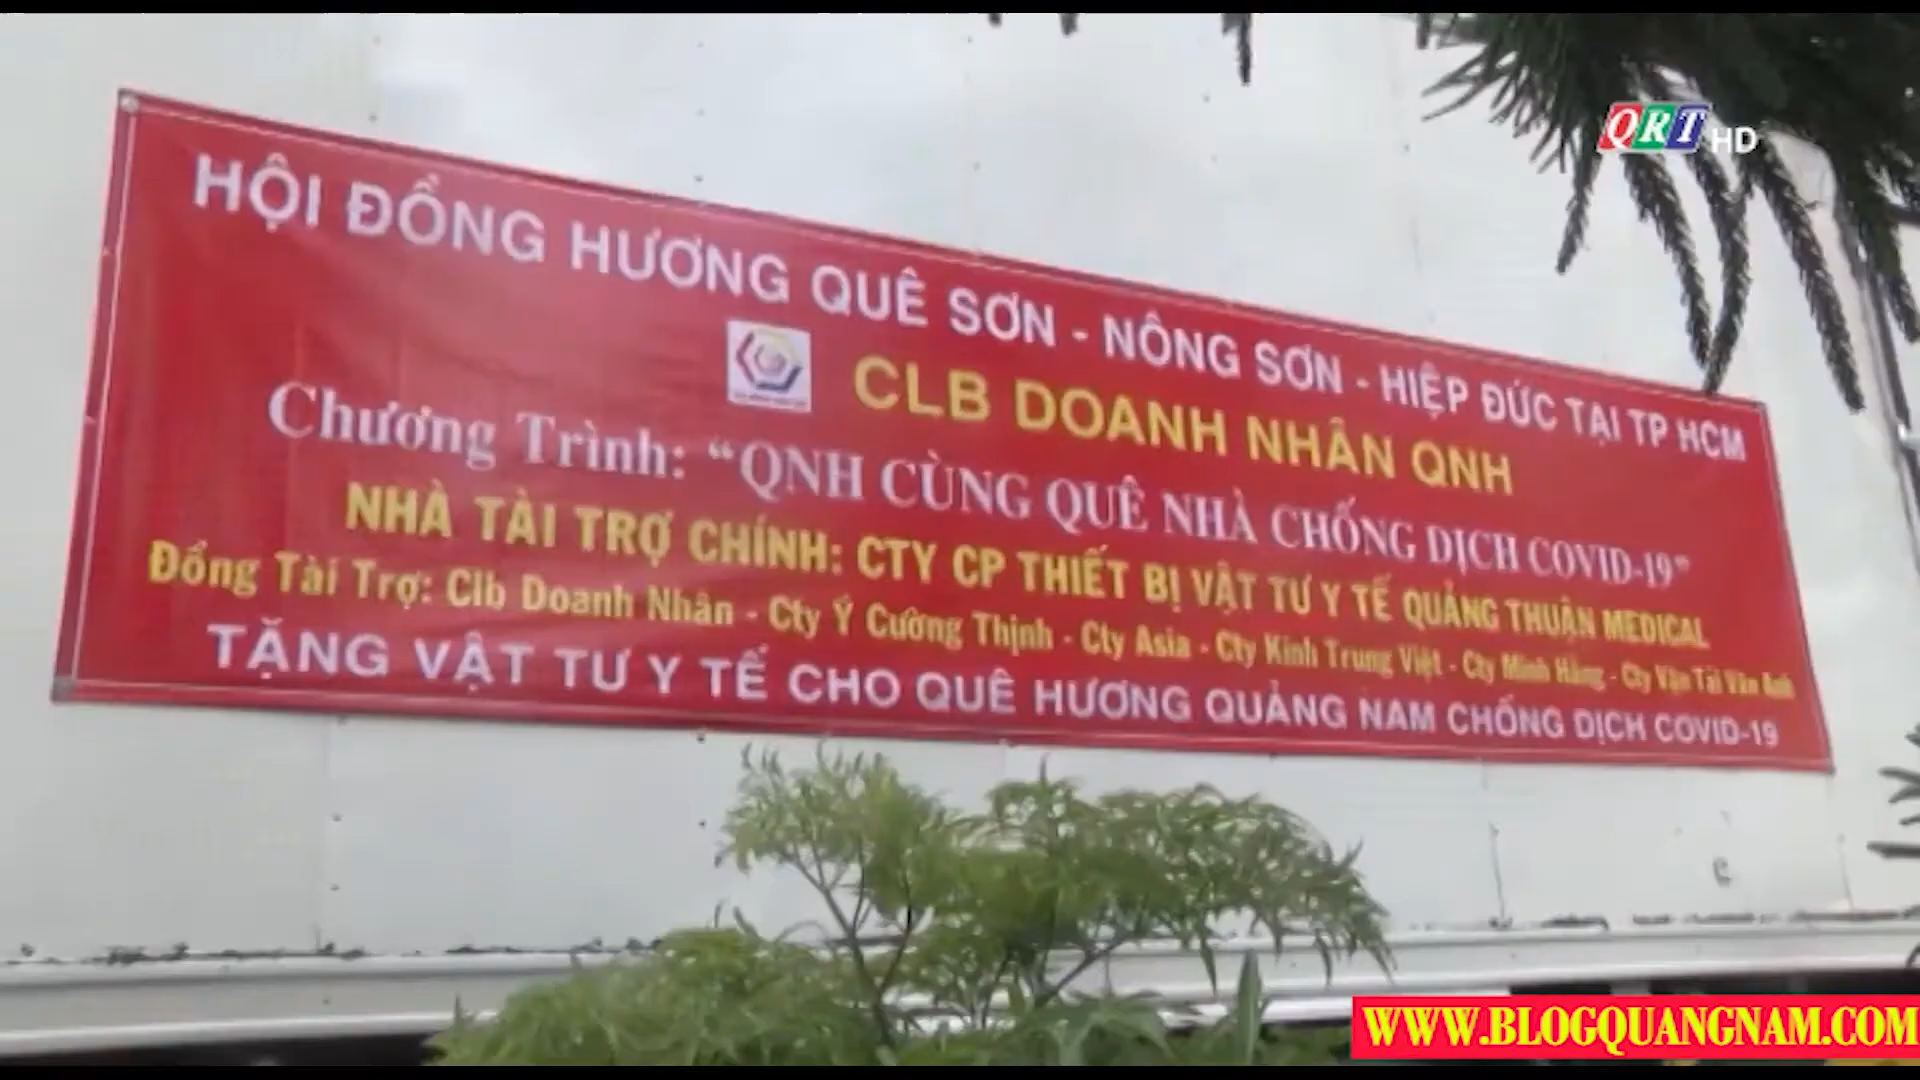 QRT HD
HỘI ĐỒNG HƯƠNG QUÊ SƠN - NÔNG SƠN - HIỆP ĐỨC TẠI TP HCM
CLB DOANH NHÂN QNH
Chương Trình: “QNH CÙNG QUÊ NHÀ CHỐNG DỊCH COVID-19”
NHÀ TÀI TRỢ CHÍNH: CTY CP THIẾT BỊ VẬT TƯ Y TẾ QUẢNG THUẬN MEDICAL
Đồng Tài Trợ: Clb Doanh Nhân - Cty Ý Cường Thịnh - Cty Asia - Cty Kính Trung Việt - Cty Minh Hằng - Cty Vận Tải Vân Anh
TẶNG VẬT TƯ Y TẾ CHO QUÊ HƯƠNG QUẢNG NAM CHỐNG DỊCH COVID-19
WWW.BLOGQUANGNAM.COM